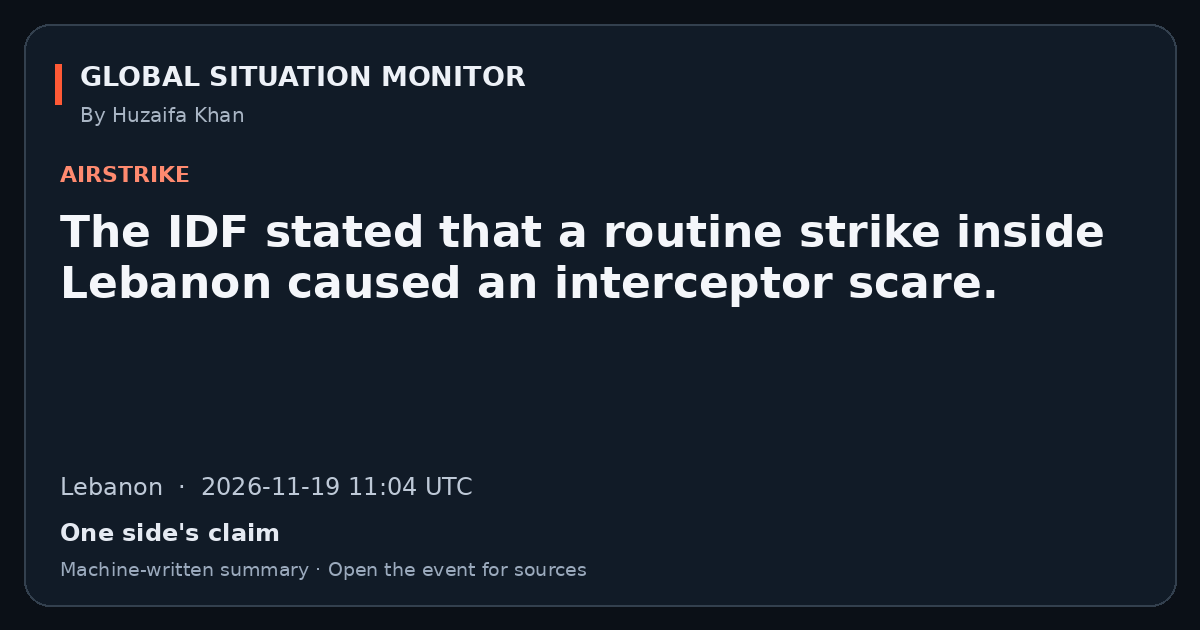 GLOBAL SITUATION MONITOR
By Huzaifa Khan
AIRSTRIKE
The IDF stated that a routine strike inside
Lebanon caused an interceptor scare.
Lebanon · 2026-11-19 11:04 UTC
One side's claim
Machine-written summary · Open the event for sources